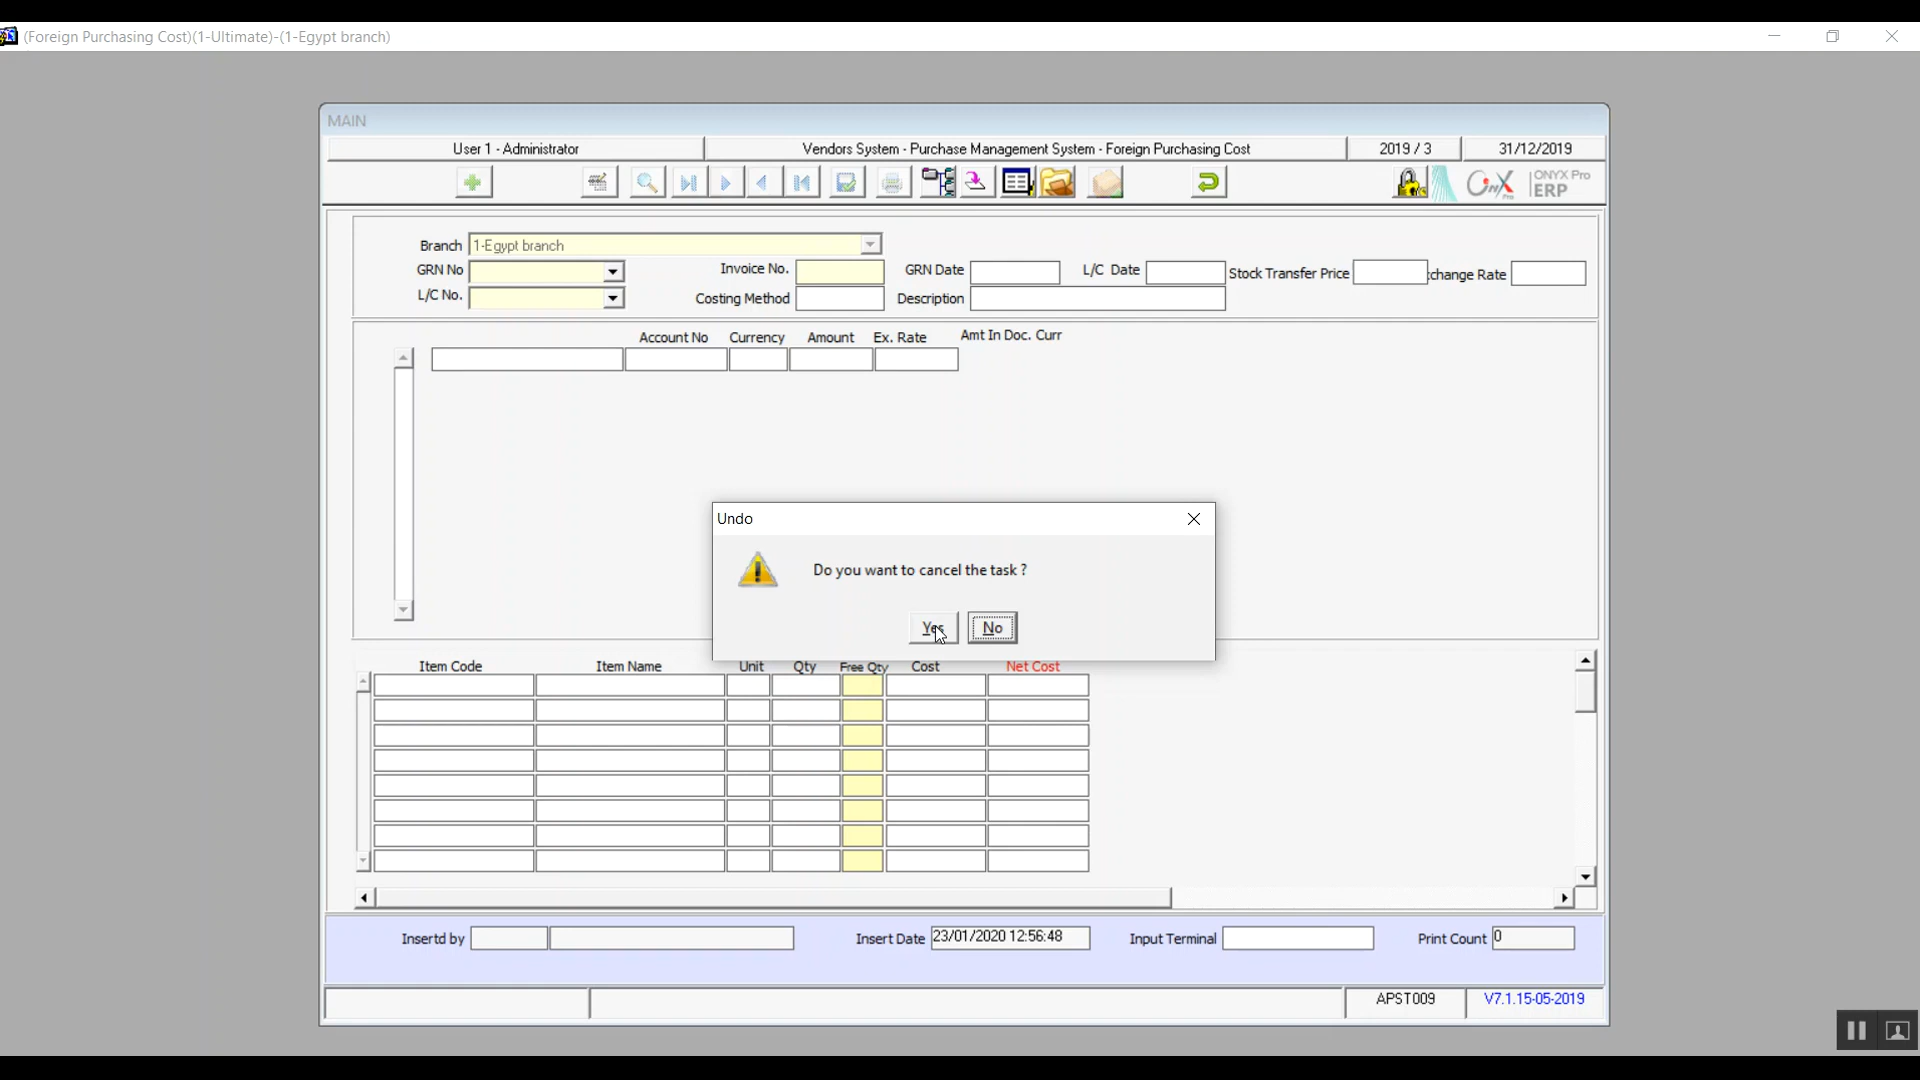 (Foreign Purchasing Cost)(1-Ultimate)-(1-Egypt branch)
MAIN
User 1 - Administrator
Vendors System - Purchase Management System - Foreign Purchasing Cost
2019 / 3
31/12/2019
OnyX Pro
ONYX Pro
ERP
Branch 1-Egypt branch
GRN No
Invoice No.
GRN Date
L/C Date
Stock Transfer Price
change Rate
L/C No.
Costing Method
Description
Account No
Currency
Amount
Ex. Rate
Amt In Doc. Curr
Undo
Do you want to cancel the task ?
Yes
No
Item Code
Item Name
Unit
Qty
Free Qty
Cost
Net Cost
Insertd by
Insert Date 23/01/2020 12:56:48
Input Terminal
Print Count 0
APST009
V7.1.15-05-2019